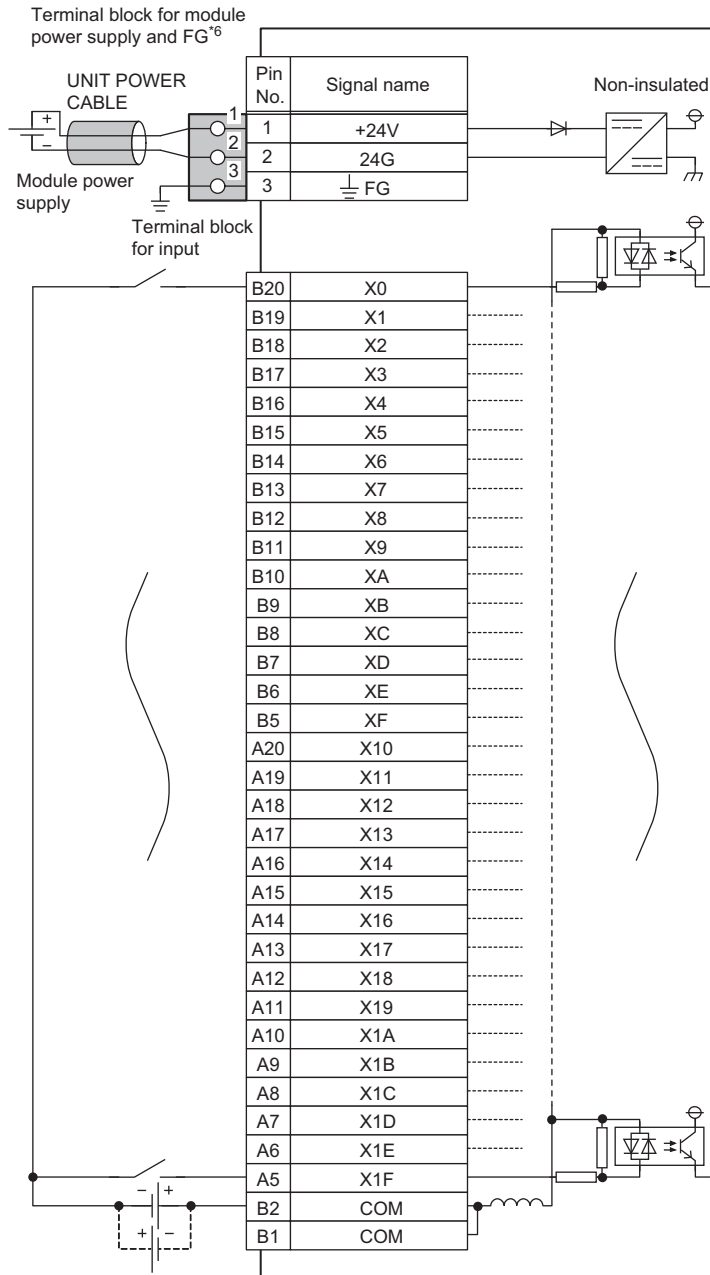 Terminal block for module
power supply and FG*6
UNIT POWER
CABLE
+
−
Module power
supply
1
2
3
Pin
No.
Signal name
1 +24V
2 24G
3 FG
Non-insulated
Terminal block
for input
B20 X0
B19 X1
B18 X2
B17 X3
B16 X4
B15 X5
B14 X6
B13 X7
B12 X8
B11 X9
B10 XA
B9 XB
B8 XC
B7 XD
B6 XE
B5 XF
A20 X10
A19 X11
A18 X12
A17 X13
A16 X14
A15 X15
A14 X16
A13 X17
A12 X18
A11 X19
A10 X1A
A9 X1B
A8 X1C
A7 X1D
A6 X1E
A5 X1F
B2 COM
B1 COM
− +
+ −